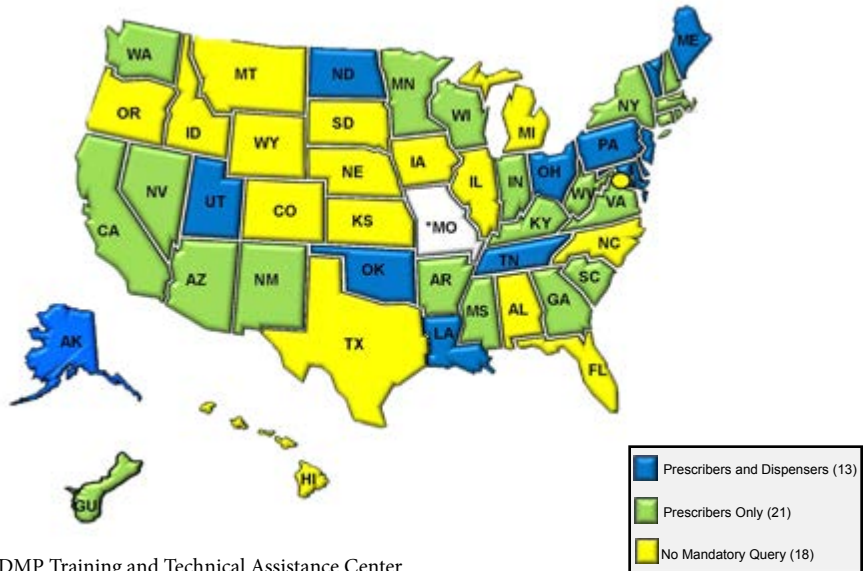 WA
MT
ND
MN
ME
OR
ID
SD
WI
NY
WY
MI
IA
PA
NE
NV
UT
IL
IN
OH
CO
WV
VA
CA
KS
*MO
KY
NC
OK
TN
AZ
NM
AR
SC
MS
AL
GA
LA
AK
TX
FL
HI
GU
Prescribers and Dispensers (13)
Prescribers Only (21)
No Mandatory Query (18)
DMP Training and Technical Assistance Center